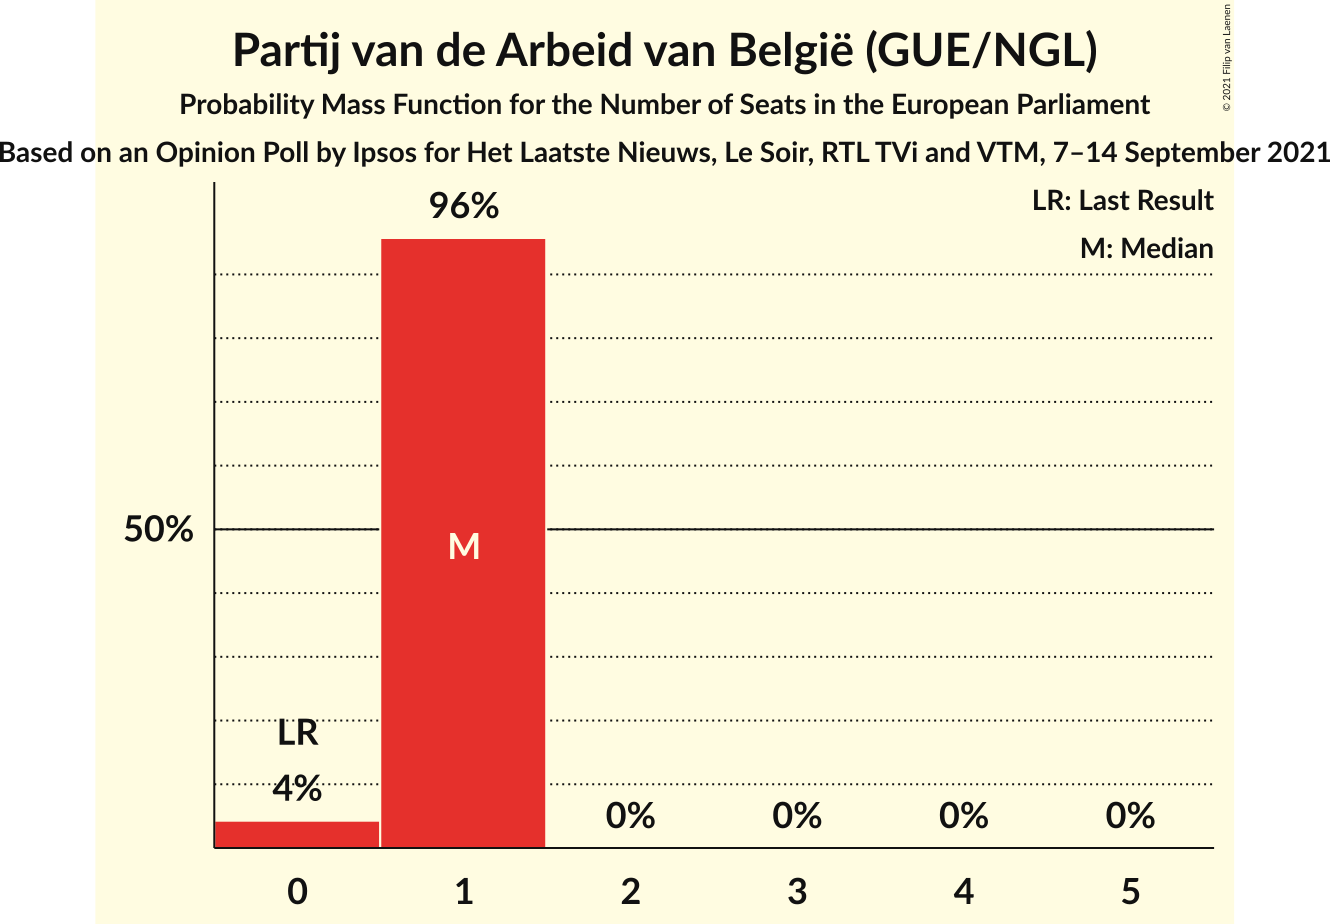 Partij van de Arbeid van België (GUE/NGL)
Probability Mass Function for the Number of Seats in the European Parliament
Based on an Opinion Poll by Ipsos for Het Laatste Nieuws, Le Soir, RTL TVi and VTM, 7–14 September 2021
© 2021 Filip van Laenen
LR: Last Result
M: Median
96%
50%
M
LR
4%
0% 0% 0% 0%
0 1 2 3 4 5